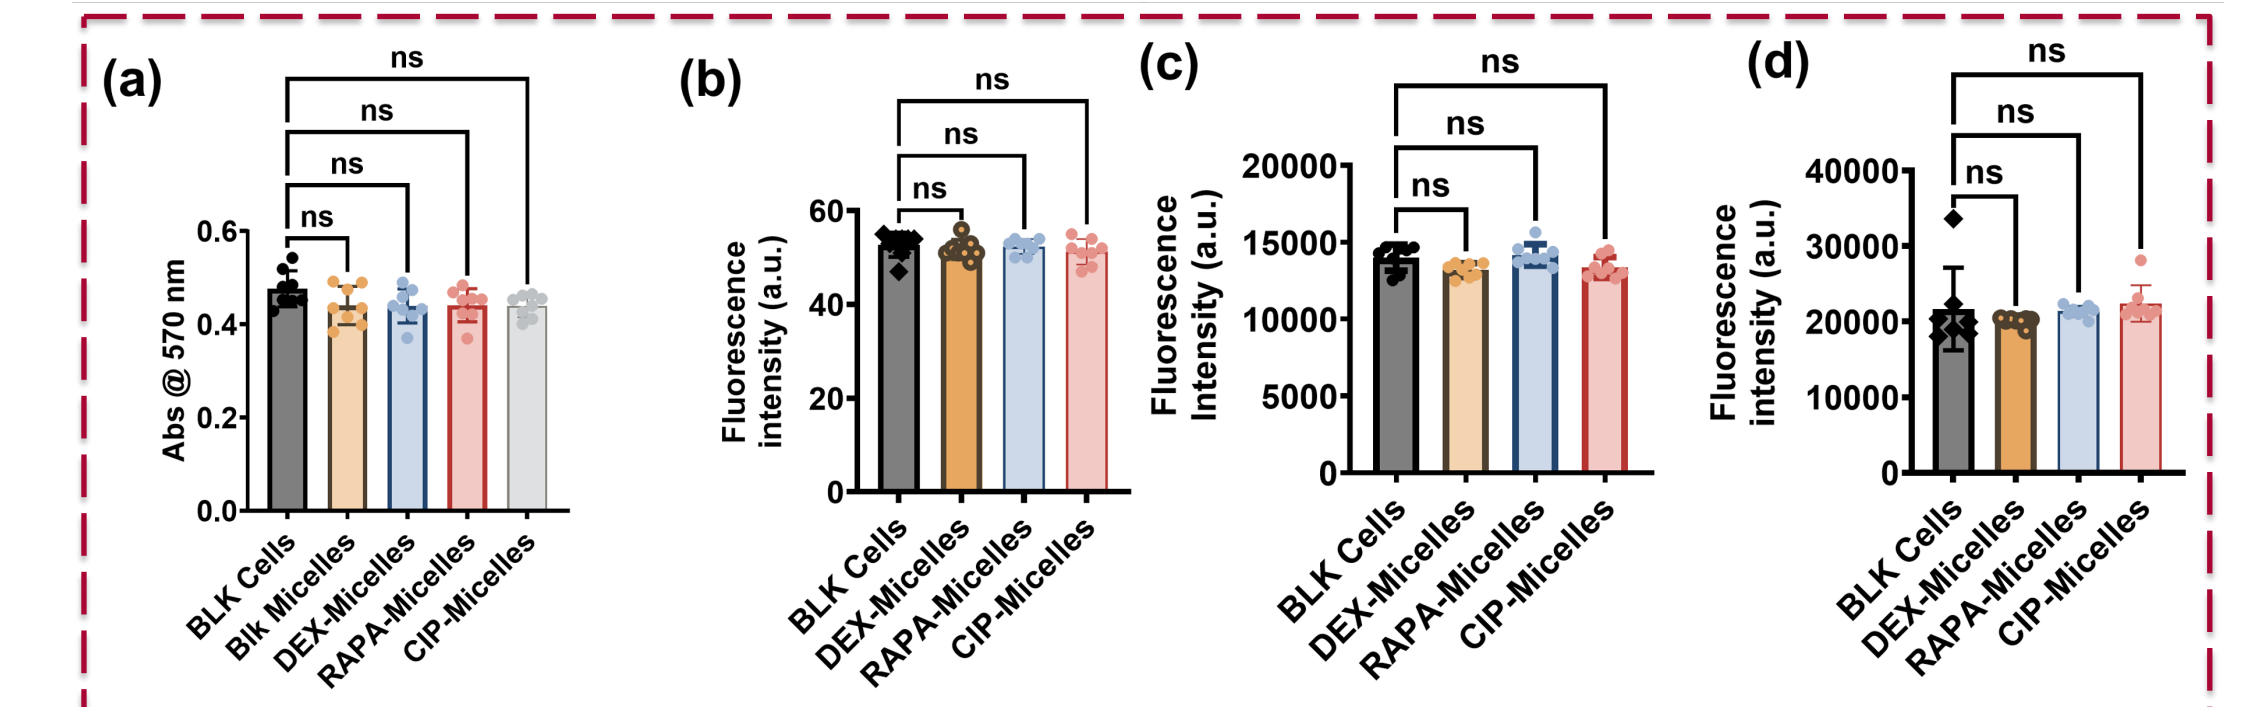 (a)
ns
ns
ns
ns
Abs @ 570 nm
0.6
0.4
0.2
0.0
BLK Cells
Blk Micelles
DEX-Micelles
RAPA-Micelles
CIP-Micelles
(b)
ns
ns
ns
Fluorescence
intensity (a.u.)
60
40
20
0
BLK Cells
DEX-Micelles
RAPA-Micelles
CIP-Micelles
(c)
ns
ns
ns
Fluorescence
Intensity (a.u.)
20000
15000
10000
5000
0
BLK Cells
DEX-Micelles
RAPA-Micelles
CIP-Micelles
(d)
ns
ns
ns
Fluorescence
intensity (a.u.)
40000
30000
20000
10000
0
BLK Cells
DEX-Micelles
RAPA-Micelles
CIP-Micelles